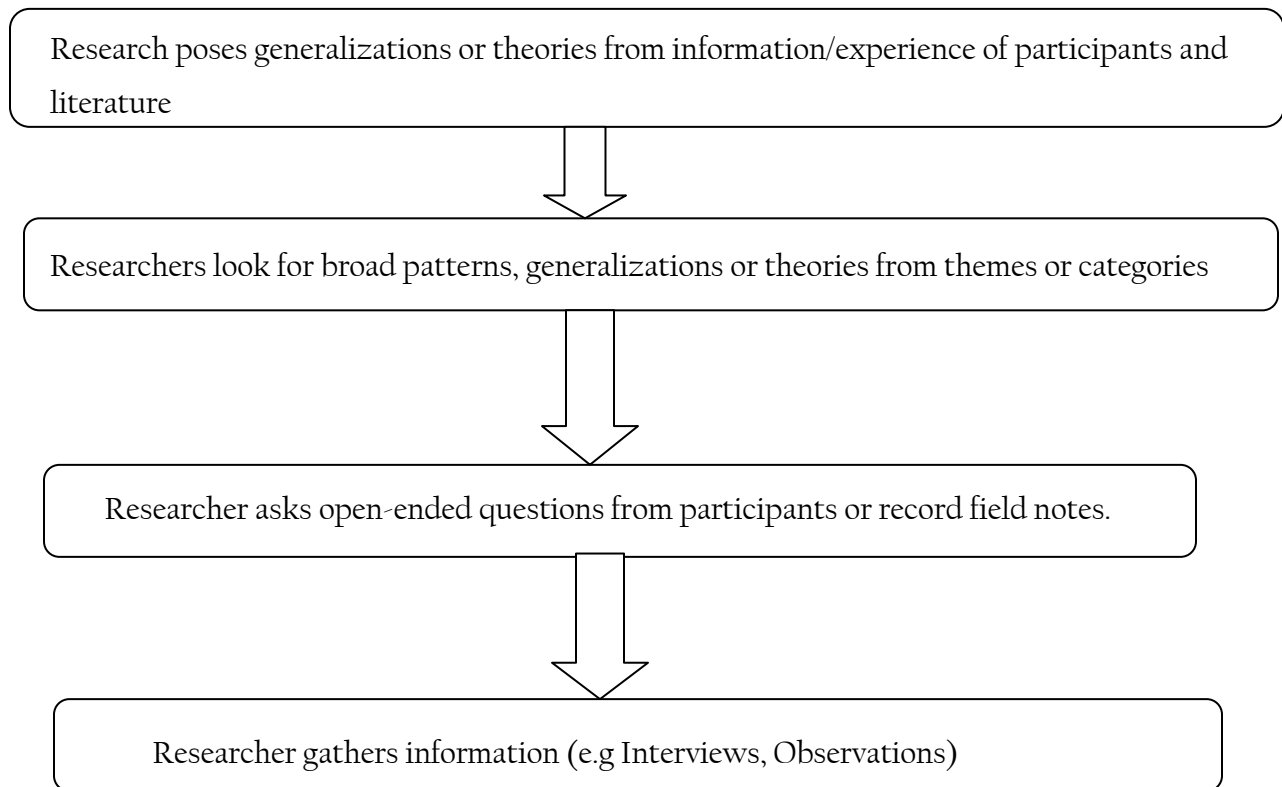 Research poses generalizations or theories from information/experience of participants and
literature
Researchers look for broad patterns, generalizations or theories from themes or categories
Researcher asks open-ended questions from participants or record field notes.
Researcher gathers information (e.g Interviews, Observations)